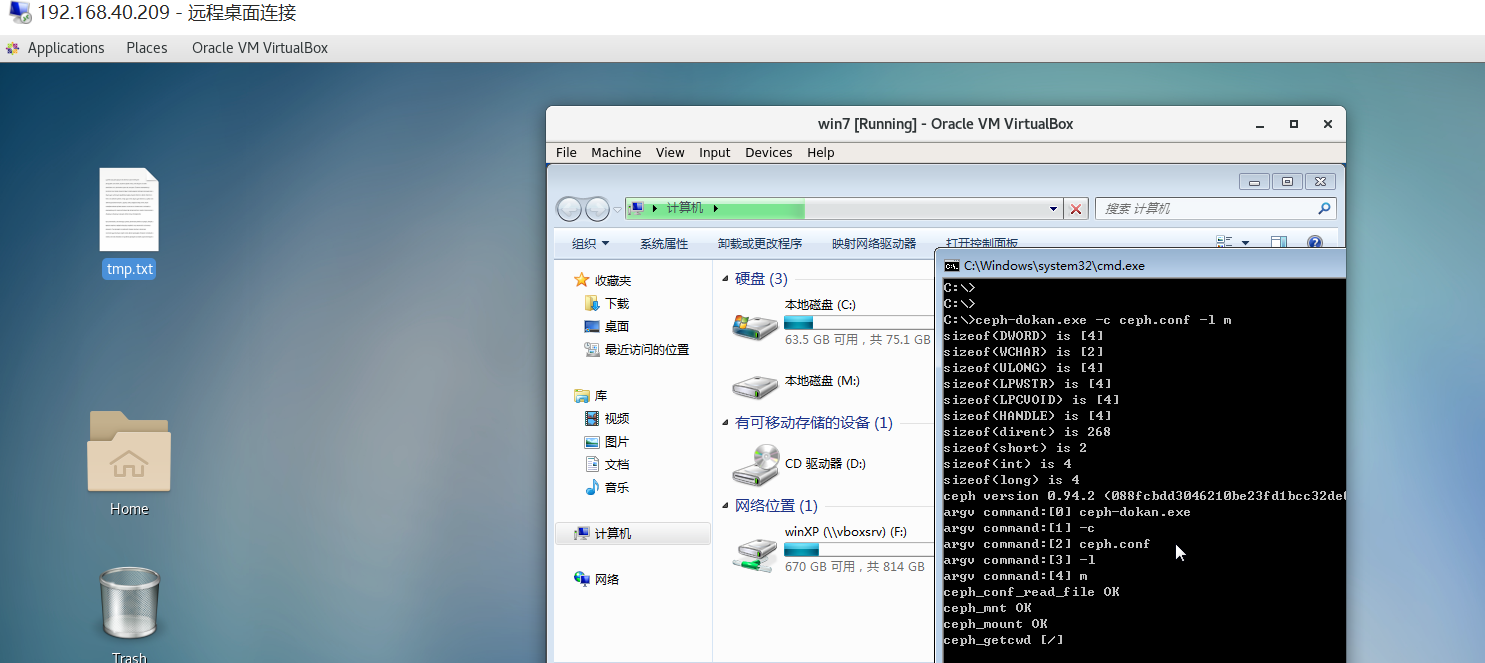 192.168.40.209 - 远程桌面连接
Applications Places Oracle VM VirtualBox
tmp.txt
Home
Trash
win7 [Running] - Oracle VM VirtualBox
File Machine View Input Devices Help
计算机
搜索 计算机
组织 系统属性 卸载或更改程序 映射网络驱动器 打开控制面板
收藏夹
下载
桌面
最近访问的位置
库
视频
图片
文档
音乐
计算机
网络
硬盘 (3)
本地磁盘 (C:)
63.5 GB 可用，共 75.1 GB
本地磁盘 (M:)
有可移动存储的设备 (1)
CD 驱动器 (D:)
网络位置 (1)
winXP (\\vboxsrv) (F:)
670 GB 可用，共 814 GB
C:\Windows\system32\cmd.exe
C:\>
C:\>
C:\>ceph-dokan.exe -c ceph.conf -l m
sizeof(DWORD) is [4]
sizeof(WCHAR) is [2]
sizeof(ULONG) is [4]
sizeof(LPWSTR) is [4]
sizeof(LPCVOID) is [4]
sizeof(HANDLE) is [4]
sizeof(dirent) is 268
sizeof(short) is 2
sizeof(int) is 4
sizeof(long) is 4
ceph version 0.94.2 (088fcbdd3046210be23fd1bcc32de0
argv command:[0] ceph-dokan.exe
argv command:[1] -c
argv command:[2] ceph.conf
argv command:[3] -l
argv command:[4] m
ceph_conf_read_file OK
ceph_mnt OK
ceph_mount OK
ceph_getcwd [/]